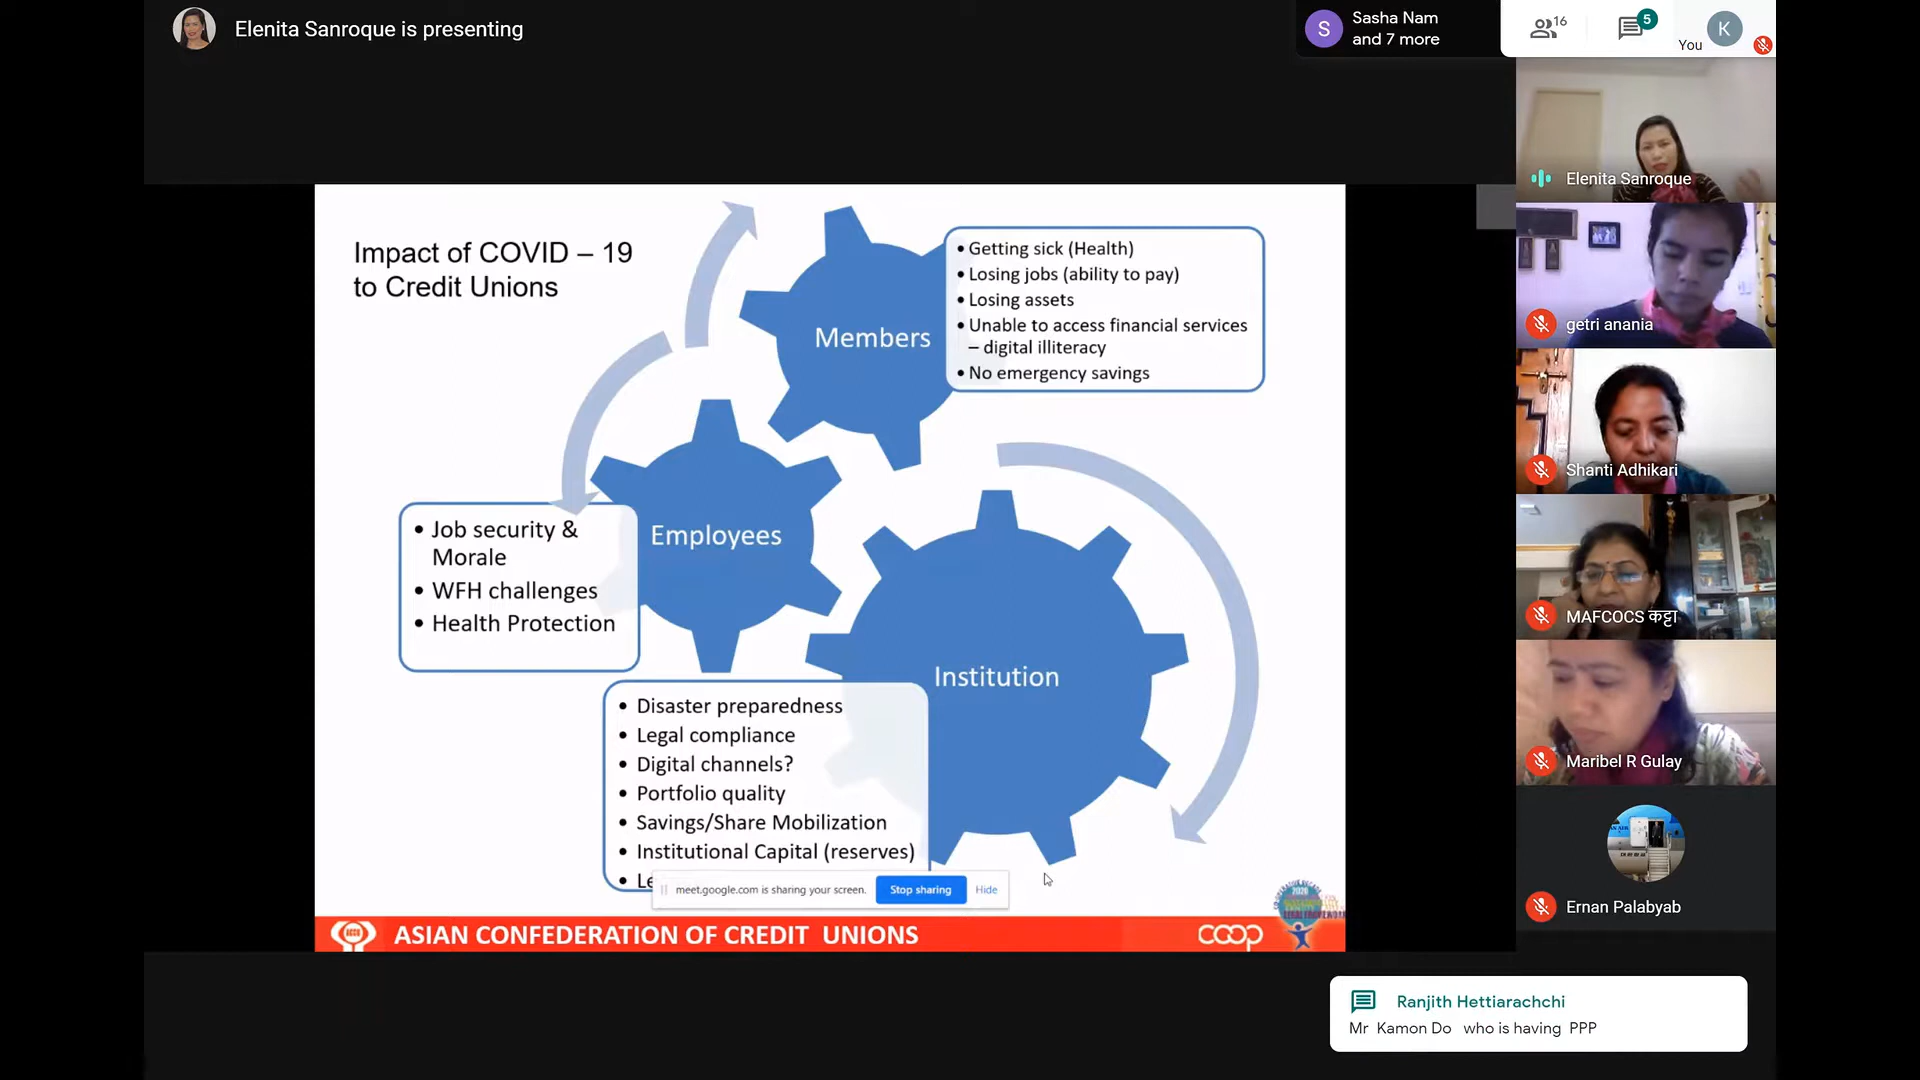 Elenita Sanroque is presenting
S
Sasha Nam
and 7 more
16
5
You
K
Impact of COVID – 19
to Credit Unions
Members
• Getting sick (Health)
• Losing jobs (ability to pay)
• Losing assets
• Unable to access financial services
– digital illiteracy
• No emergency savings
Employees
• Job security &
Morale
• WFH challenges
• Health Protection
Institution
• Disaster preparedness
• Legal compliance
• Digital channels?
• Portfolio quality
• Savings/Share Mobilization
• Institutional Capital (reserves)
meet.google.com is sharing your screen.
Stop sharing
Hide
ASIAN CONFEDERATION OF CREDIT UNIONS
coop
2020
Elenita Sanroque
getri anania
Shanti Adhikari
MAFCOCS कट्टा
Maribel R Gulay
Ernan Palabyab
Ranjith Hettiarachchi
Mr Kamon Do who is having PPP